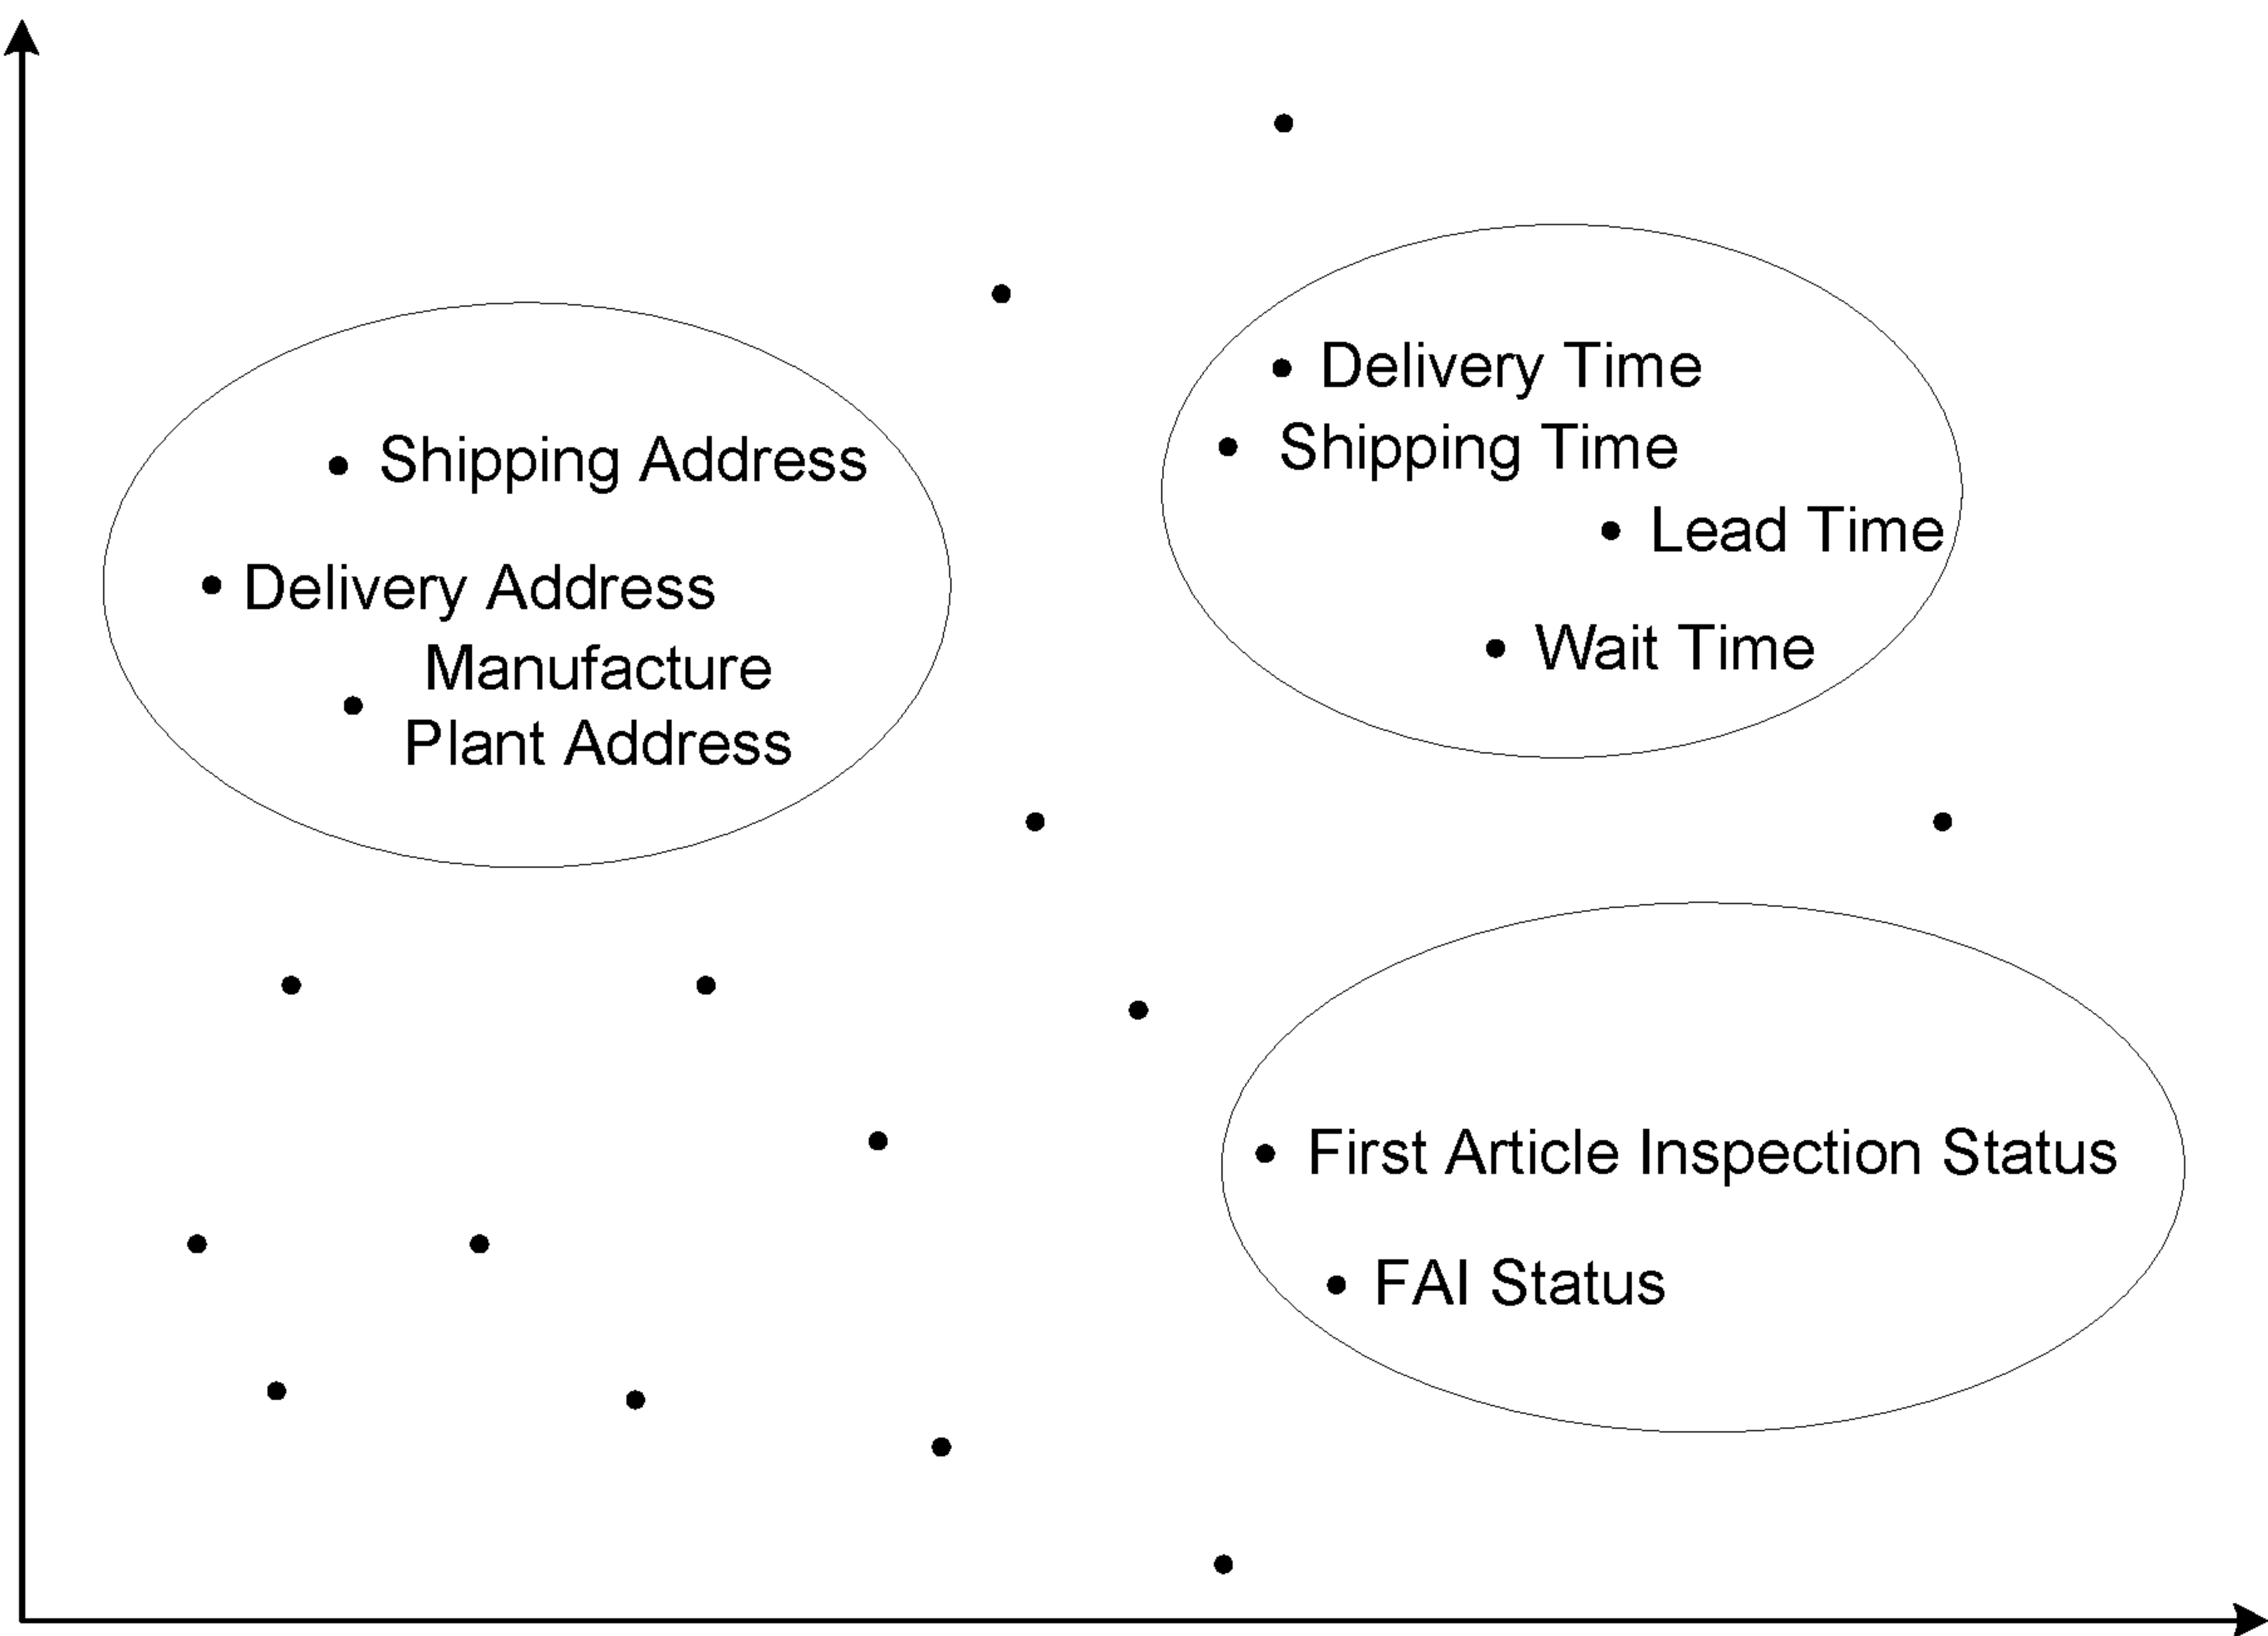 Shipping Address
Delivery Address
Manufacture
Plant Address
Delivery Time
Shipping Time
Lead Time
Wait Time
First Article Inspection Status
FAI Status